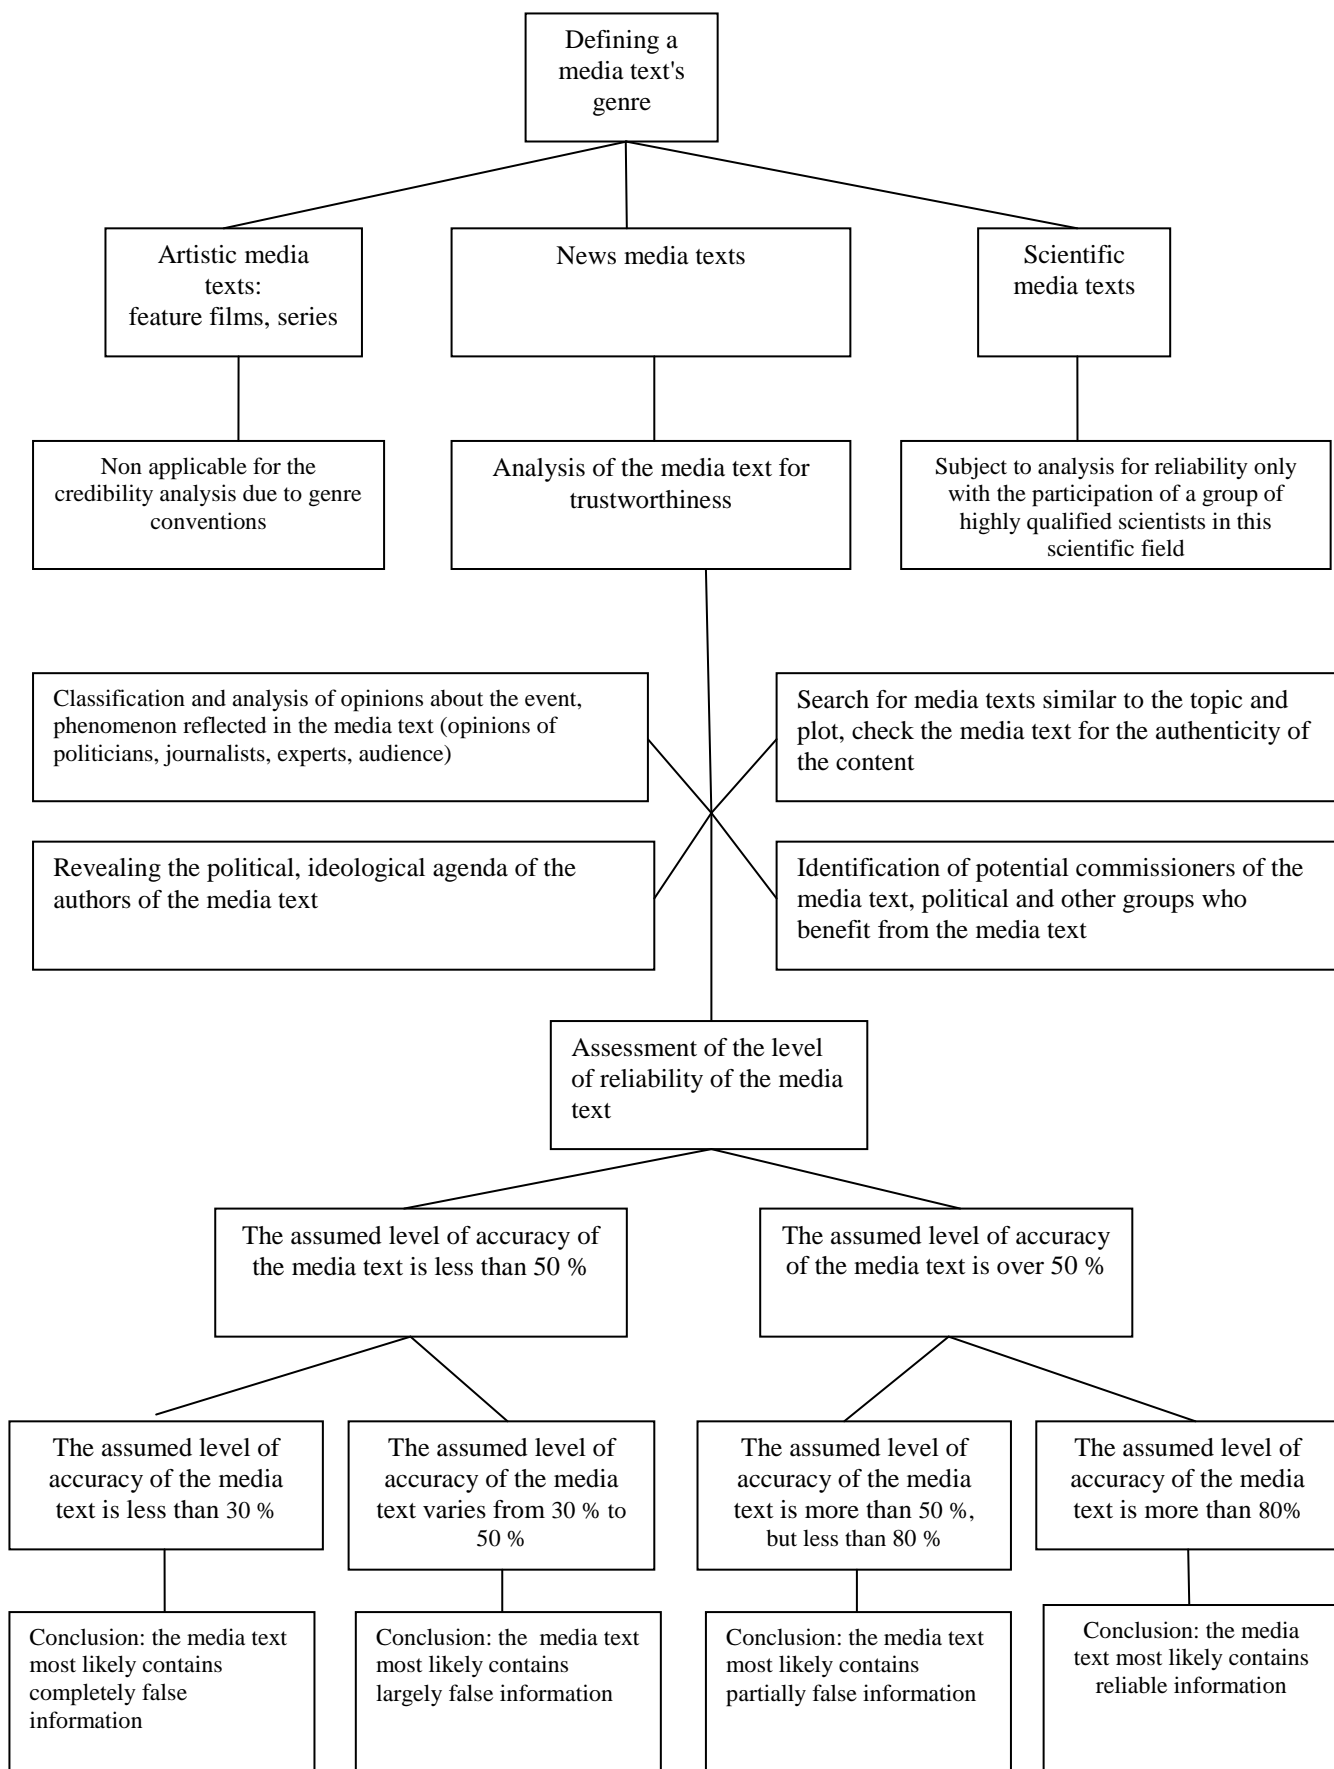 Defining a
media text's
genre
Artistic media
texts:
feature films, series
News media texts
Scientific
media texts
Non applicable for the
credibility analysis due to genre
conventions
Analysis of the media text for
trustworthiness
Subject to analysis for reliability only
with the participation of a group of
highly qualified scientists in this
scientific field
Classification and analysis of opinions about the event,
phenomenon reflected in the media text (opinions of
politicians, journalists, experts, audience)
Search for media texts similar to the topic and
plot, check the media text for the authenticity of
the content
Revealing the political, ideological agenda of the
authors of the media text
Identification of potential commissioners of the
media text, political and other groups who
benefit from the media text
Assessment of the level
of reliability of the media
text
The assumed level of accuracy of
the media text is less than 50 %
The assumed level of accuracy
of the media text is over 50 %
The assumed level of
accuracy of the media
text is less than 30 %
The assumed level of
accuracy of the media
text varies from 30 % to
50 %
The assumed level of
accuracy of the media
text is more than 50 %,
but less than 80 %
The assumed level of
accuracy of the media
text is more than 80%
Conclusion: the media text
most likely contains
completely false
information
Conclusion: the  media text
most likely contains
largely false information
Conclusion: the media text
most likely contains
partially false information
Conclusion: the media
text most likely contains
reliable information